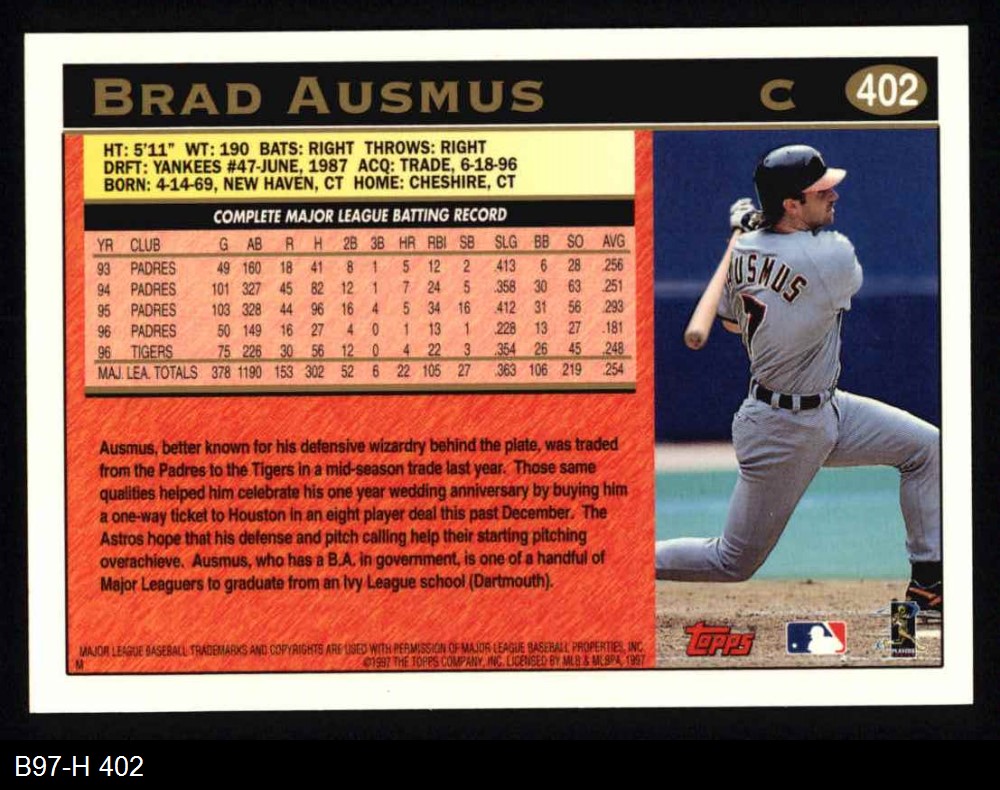 BRAD AUSMUS C 402
HT: 5'11" WT: 190 BATS: RIGHT THROWS: RIGHT
DRFT: YANKEES #47-JUNE, 1987 ACQ: TRADE, 6-18-96
BORN: 4-14-69, NEW HAVEN, CT HOME: CHESHIRE, CT
COMPLETE MAJOR LEAGUE BATTING RECORD
YR CLUB G AB R H 2B 3B HR RBI SB SLG BB SO AVG
93 PADRES 49 160 18 41 8 1 5 12 2 .413 6 28 .256
94 PADRES 101 327 45 82 12 1 7 24 5 .358 30 63 .251
95 PADRES 103 328 44 96 16 4 5 34 16 .412 31 56 .293
96 PADRES 50 149 16 27 4 0 1 13 1 .228 13 27 .181
96 TIGERS 75 226 30 56 12 0 4 22 3 .354 26 45 .248
MAJ. LEA. TOTALS 378 1190 153 302 52 6 22 105 27 .363 106 219 .254
AUSMUS
7
Ausmus, better known for his defensive wizardry behind the plate, was traded
from the Padres to the Tigers in a mid-season trade last year. Those same
qualities helped him celebrate his one year wedding anniversary by buying him
a one-way ticket to Houston in an eight player deal this past December. The
Astros hope that his defense and pitch calling help their starting pitching
overachieve. Ausmus, who has a B.A. in government, is one of a handful of
Major Leaguers to graduate from an Ivy League school (Dartmouth).
MAJOR LEAGUE BASEBALL TRADEMARKS AND COPYRIGHTS ARE USED WITH PERMISSION OF MAJOR LEAGUE BASEBALL PROPERTIES, INC.
M ©1997 THE TOPPS COMPANY, INC. LICENSED BY MLB & MLBPA, 1997
TOPPS
PLAYERS
B97-H 402